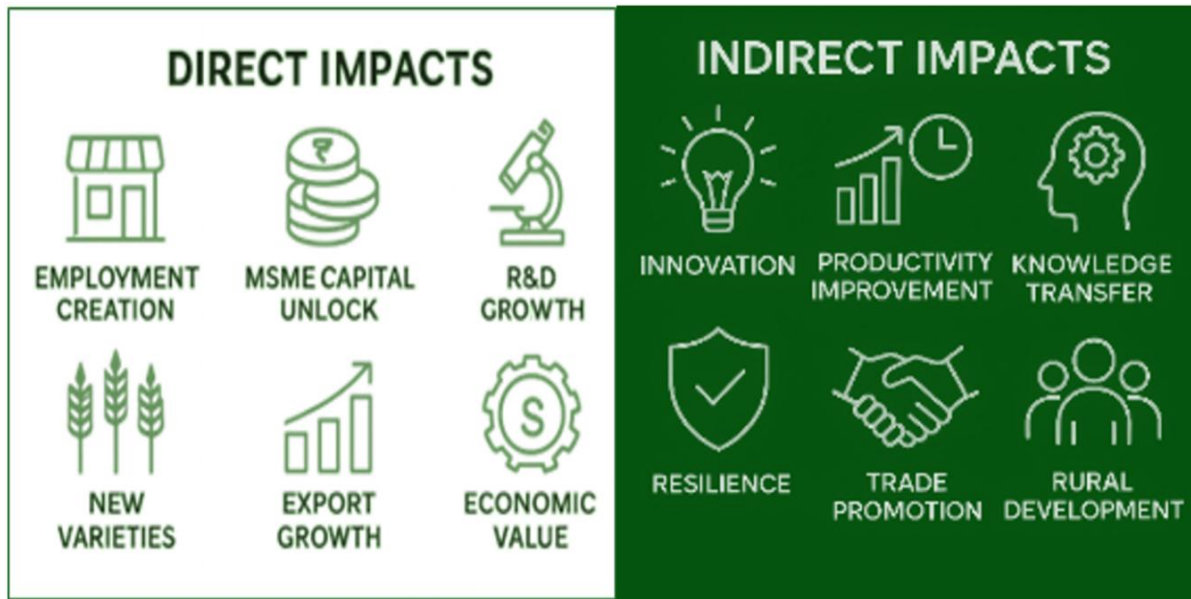 DIRECT IMPACTS
₹
EMPLOYMENT
CREATION
MSME CAPITAL
UNLOCK
R&D
GROWTH
NEW
VARIETIES
EXPORT
GROWTH
S
ECONOMIC
VALUE
INDIRECT IMPACTS
INNOVATION
PRODUCTIVITY
IMPROVEMENT
KNOWLEDGE
TRANSFER
RESILIENCE
TRADE
PROMOTION
RURAL
DEVELOPMENT